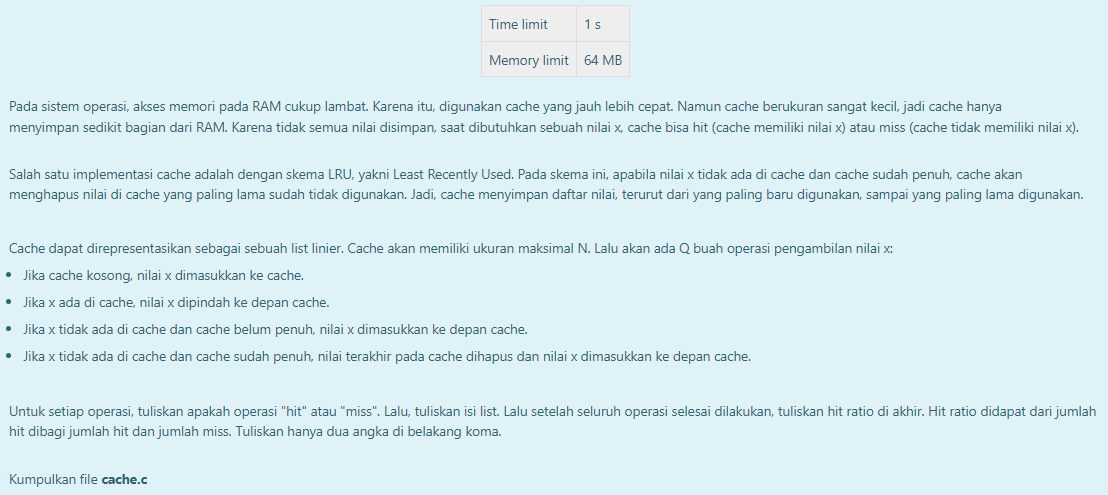 Time limit 1 s
Memory limit 64 MB
Pada sistem operasi, akses memori pada RAM cukup lambat. Karena itu, digunakan cache yang jauh lebih cepat. Namun cache berukuran sangat kecil, jadi cache hanya
menyimpan sedikit bagian dari RAM. Karena tidak semua nilai disimpan, saat dibutuhkan sebuah nilai x, cache bisa hit (cache memiliki nilai x) atau miss (cache tidak memiliki nilai x).
Salah satu implementasi cache adalah dengan skema LRU, yakni Least Recently Used. Pada skema ini, apabila nilai x tidak ada di cache dan cache sudah penuh, cache akan
menghapus nilai di cache yang paling lama sudah tidak digunakan. Jadi, cache menyimpan daftar nilai, terurut dari yang paling baru digunakan, sampai yang paling lama digunakan.
Cache dapat direpresentasikan sebagai sebuah list linier. Cache akan memiliki ukuran maksimal N. Lalu akan ada Q buah operasi pengambilan nilai x:
• Jika cache kosong, nilai x dimasukkan ke cache.
• Jika x ada di cache, nilai x dipindah ke depan cache.
• Jika x tidak ada di cache dan cache belum penuh, nilai x dimasukkan ke depan cache.
• Jika x tidak ada di cache dan cache sudah penuh, nilai terakhir pada cache dihapus dan nilai x dimasukkan ke depan cache.
Untuk setiap operasi, tuliskan apakah operasi "hit" atau "miss". Lalu, tuliskan isi list. Lalu setelah seluruh operasi selesai dilakukan, tuliskan hit ratio di akhir. Hit ratio didapat dari jumlah
hit dibagi jumlah hit dan jumlah miss. Tuliskan hanya dua angka di belakang koma.
Kumpulkan file cache.c